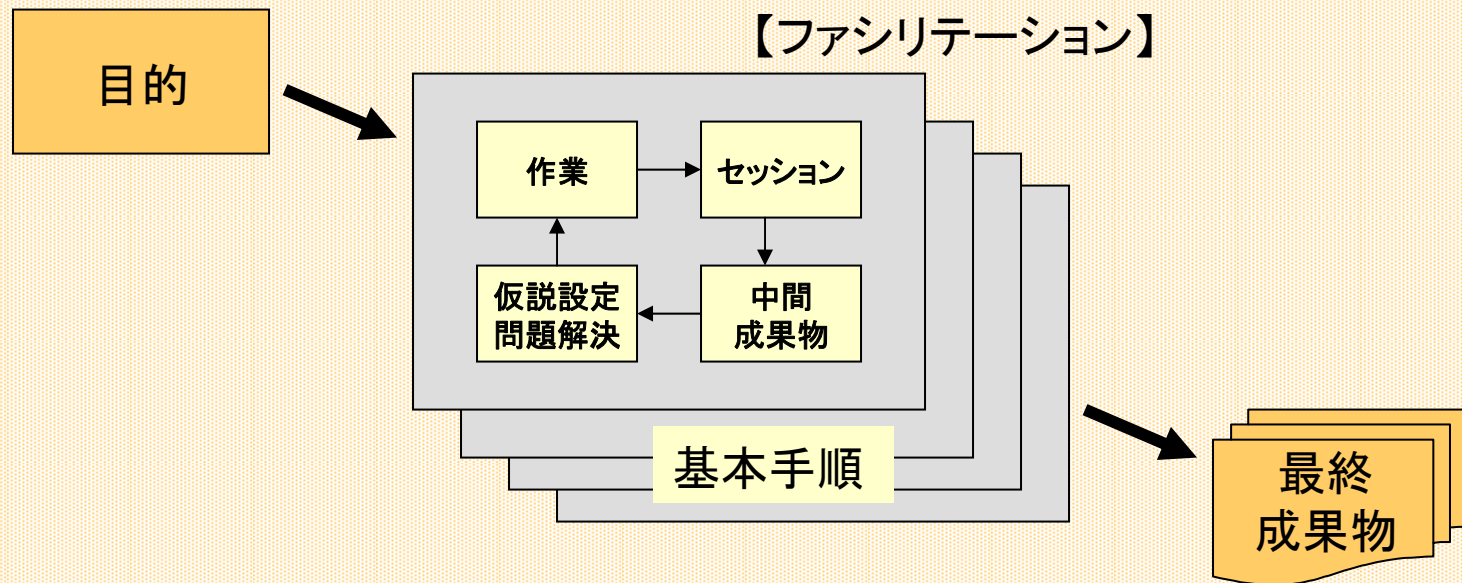 【ファシリテーション】
目的
作業
セッション
仮説設定
問題解決
中間
成果物
基本手順
最終
成果物